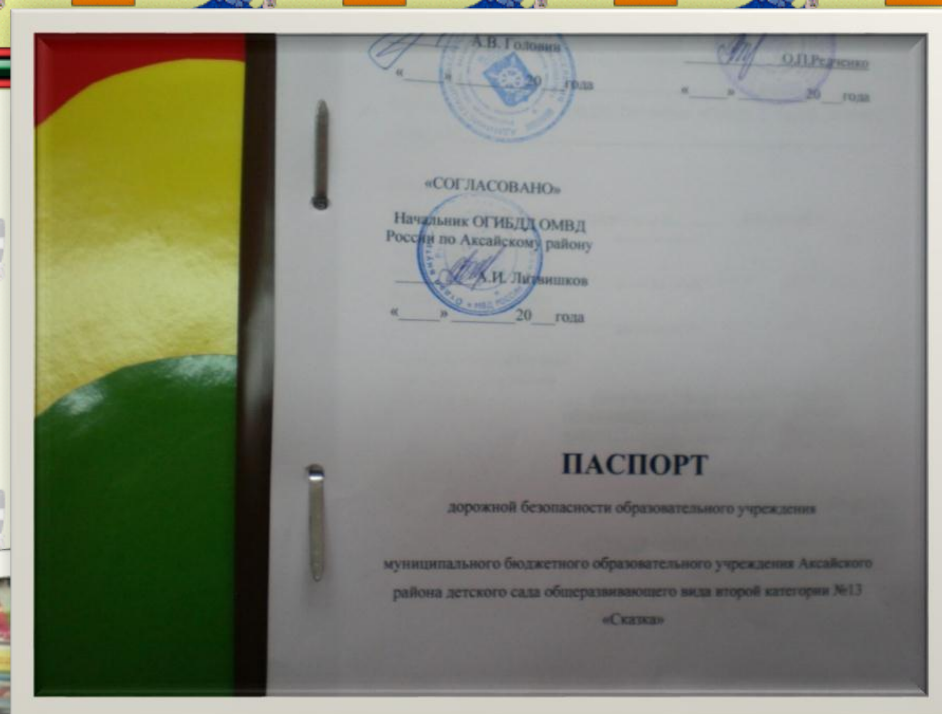 А.В. Головин
«_____» ________20___года
О.П.Редченко
«_____» ________20___года
«СОГЛАСОВАНО»
Начальник ОГИБДД ОМВД
России по Аксайскому району
А.И. Литвишков
«_____» ________20___года
ПАСПОРТ
дорожной безопасности образовательного учреждения
муниципального бюджетного образовательного учреждения Аксайского
района детского сада общеразвивающего вида второй категории №13
«Сказка»